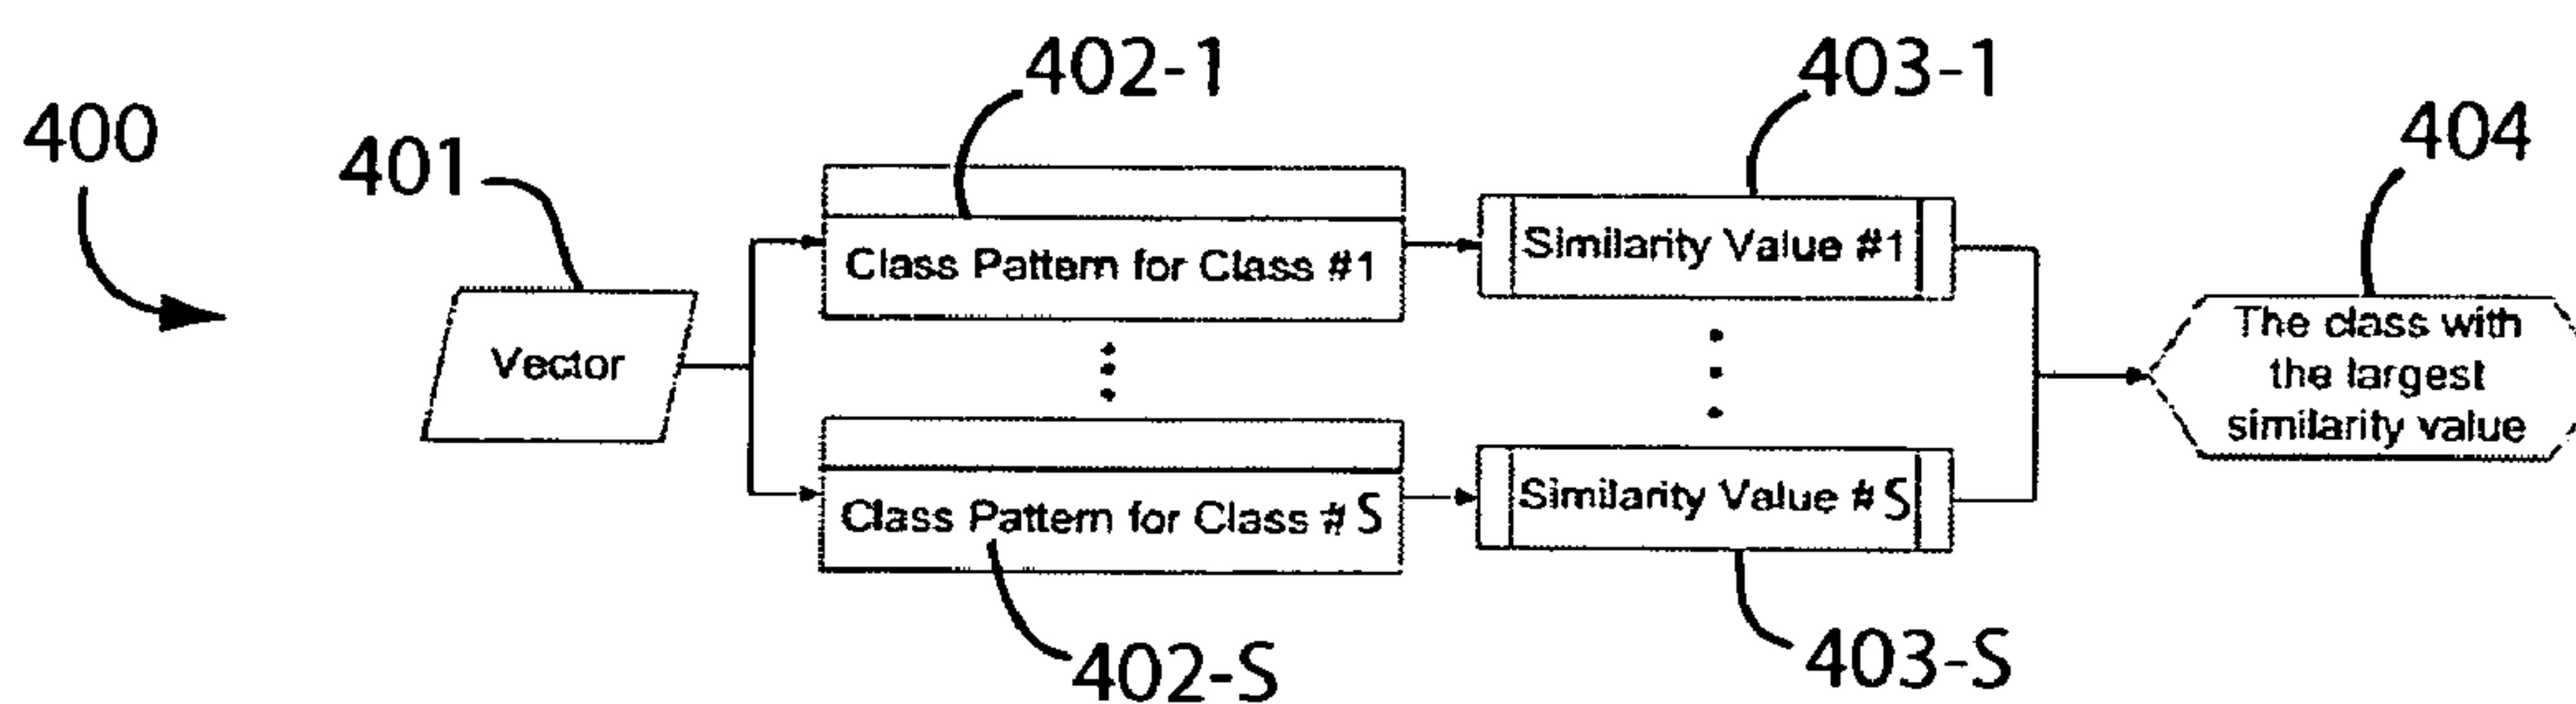 402-1
403-1
400
401
404
Class Pattern for Class #1
Similarity Value #1
Vector
The class with
the largest
similarity value
Class Pattern for Class # S
Similarity Value # S
402-S
403-S